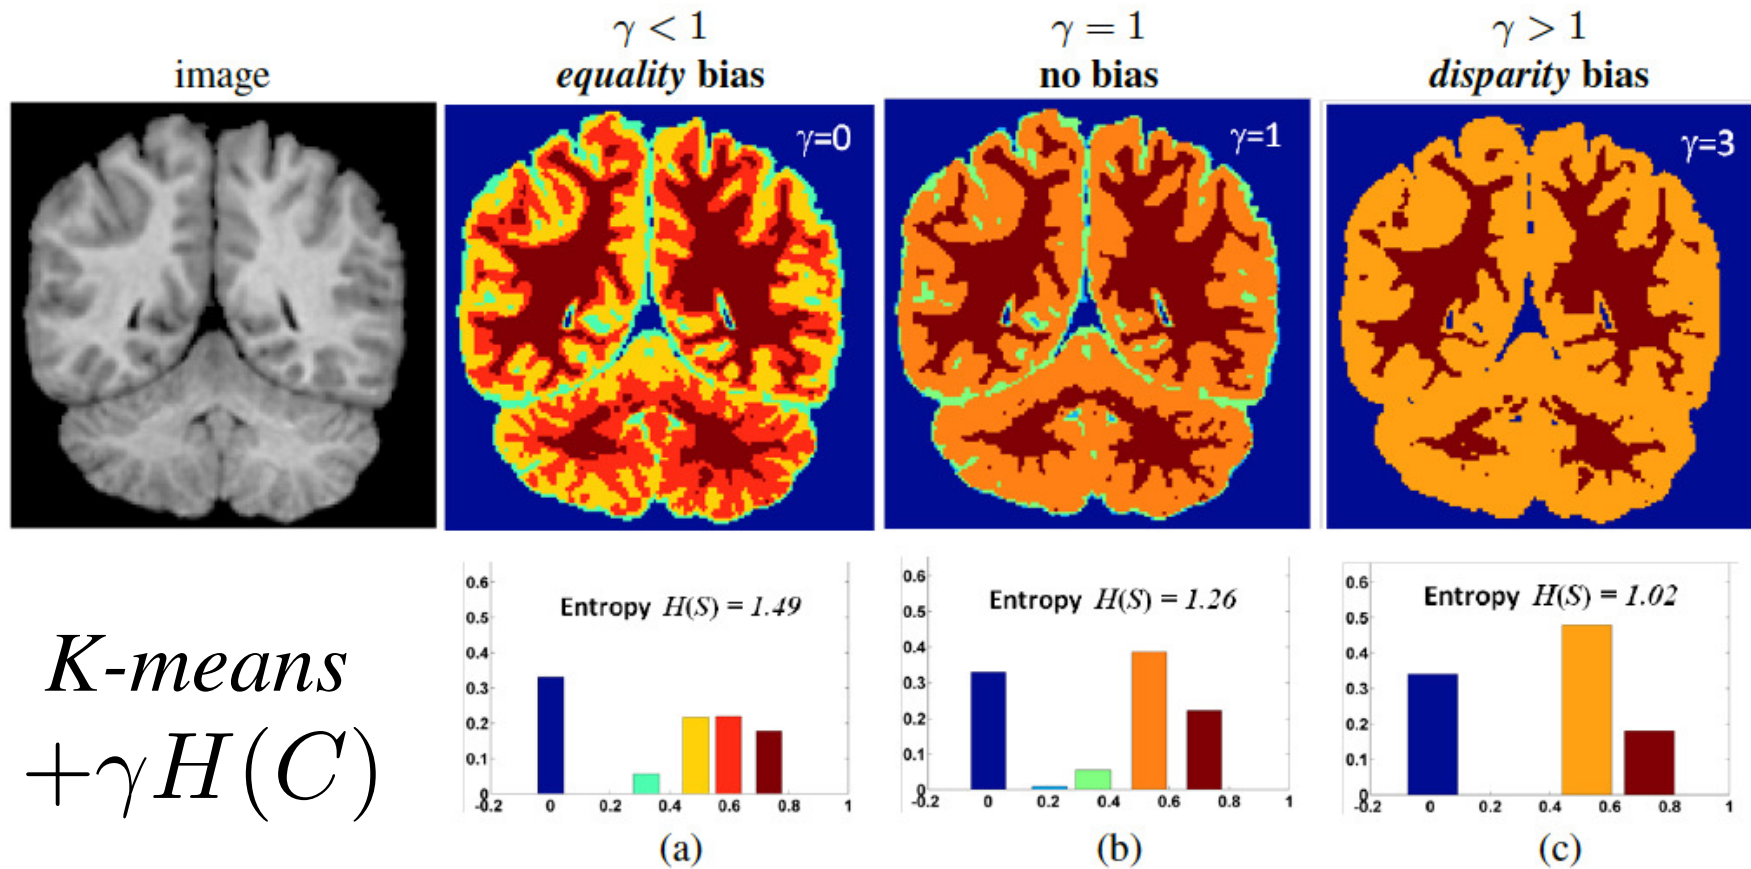 image
γ < 1
equality bias
γ = 1
no bias
γ > 1
disparity bias
γ=0
γ=1
γ=3
K-means
+γH(C)
Entropy H(S) = 1.49
0.6
0.5
0.4
0.3
0.2
0.1
0
-0.2 0 0.2 0.4 0.6 0.8 1
(a)
Entropy H(S) = 1.26
0.6
0.5
0.4
0.3
0.2
0.1
0
-0.2 0 0.2 0.4 0.6 0.8 1
(b)
Entropy H(S) = 1.02
0.6
0.5
0.4
0.3
0.2
0.1
0
-0.2 0 0.2 0.4 0.6 0.8 1
(c)